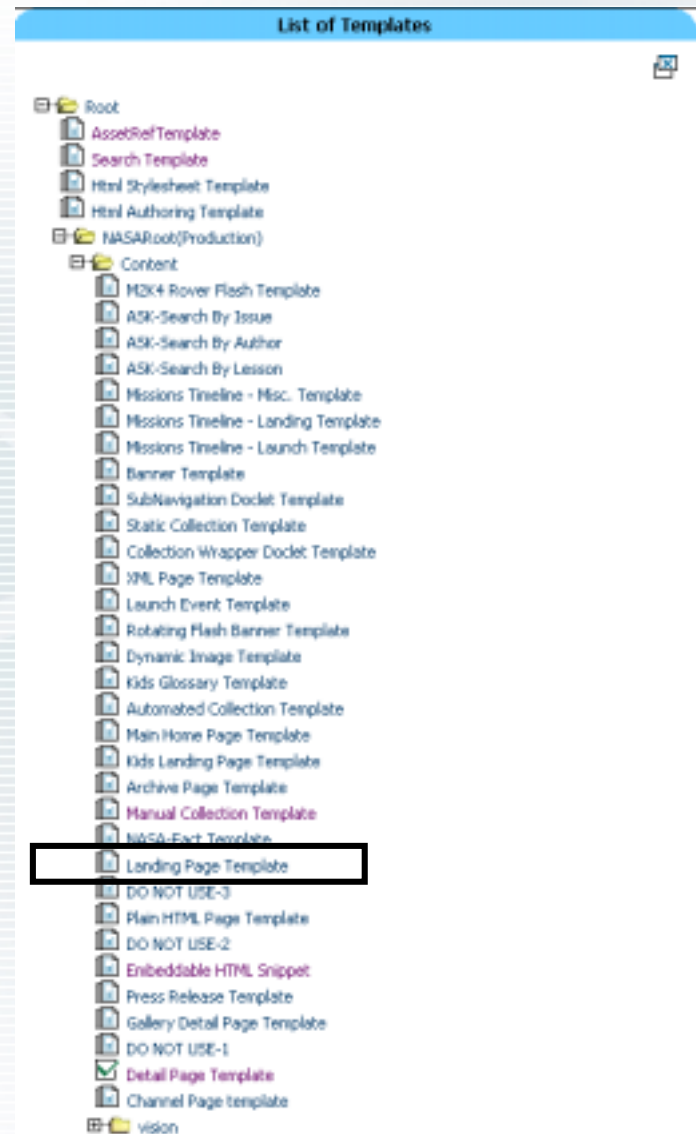 List of Templates
Root
AssetRefTemplate
Search Template
Html Stylesheet Template
Html Authoring Template
NASARoot(Production)
Content
M2K4 Rover Flash Template
ASK-Search By Issue
ASK-Search By Author
ASK-Search By Lesson
Missions Timeline - Misc. Template
Missions Timeline - Landing Template
Missions Timeline - Launch Template
Banner Template
SubNavigation Doclet Template
Static Collection Template
Collection Wrapper Doclet Template
XML Page Template
Launch Event Template
Rotating Flash Banner Template
Dynamic Image Template
Kids Glossary Template
Automated Collection Template
Main Home Page Template
Kids Landing Page Template
Archive Page Template
Manual Collection Template
NASA-Fact Template
Landing Page Template
DO NOT USE-3
Plain HTML Page Template
DO NOT USE-2
Embeddable HTML Snippet
Press Release Template
Gallery Detail Page Template
DO NOT USE-1
Detail Page Template
Channel Page template
vision